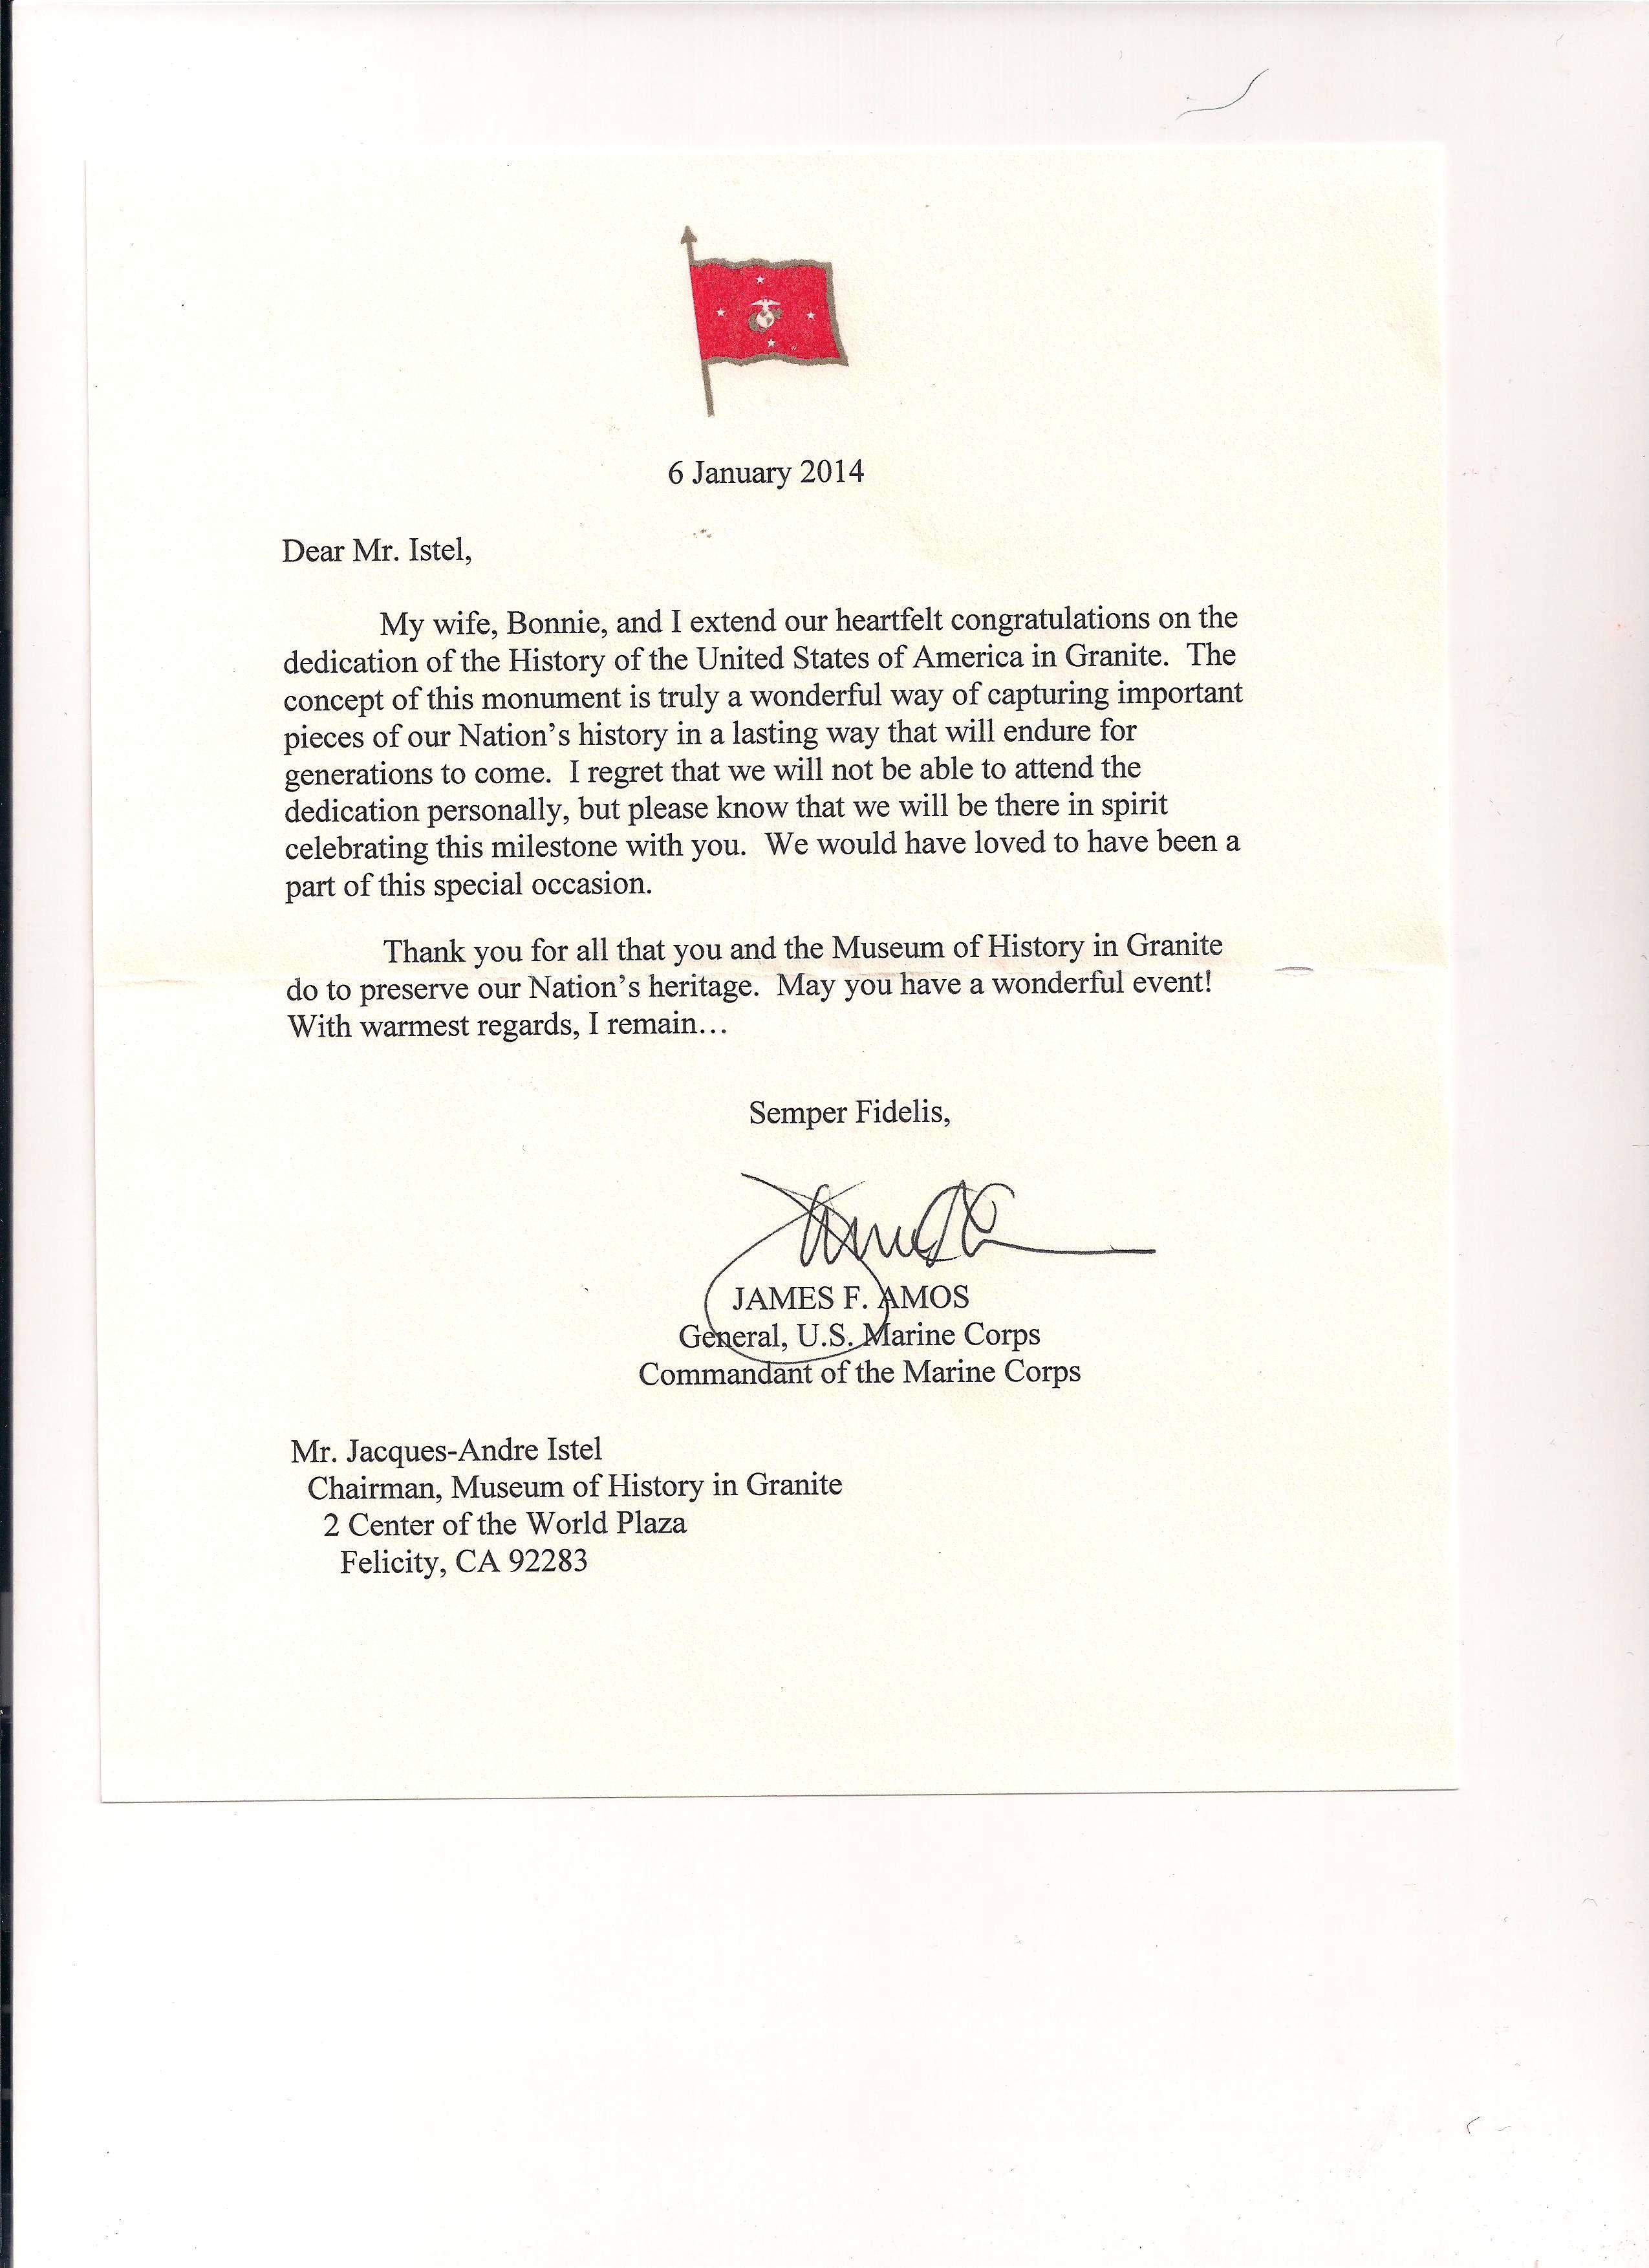 6 January 2014
Dear Mr. Istel,
My wife, Bonnie, and I extend our heartfelt congratulations on the
dedication of the History of the United States of America in Granite.  The
concept of this monument is truly a wonderful way of capturing important
pieces of our Nation's history in a lasting way that will endure for
generations to come.  I regret that we will not be able to attend the
dedication personally, but please know that we will be there in spirit
celebrating this milestone with you.  We would have loved to have been a
part of this special occasion.
Thank you for all that you and the Museum of History in Granite
do to preserve our Nation's heritage.  May you have a wonderful event!
With warmest regards, I remain…
Semper Fidelis,
JAMES F. AMOS
General, U.S. Marine Corps
Commandant of the Marine Corps
Mr. Jacques-Andre Istel
Chairman, Museum of History in Granite
2 Center of the World Plaza
Felicity, CA 92283